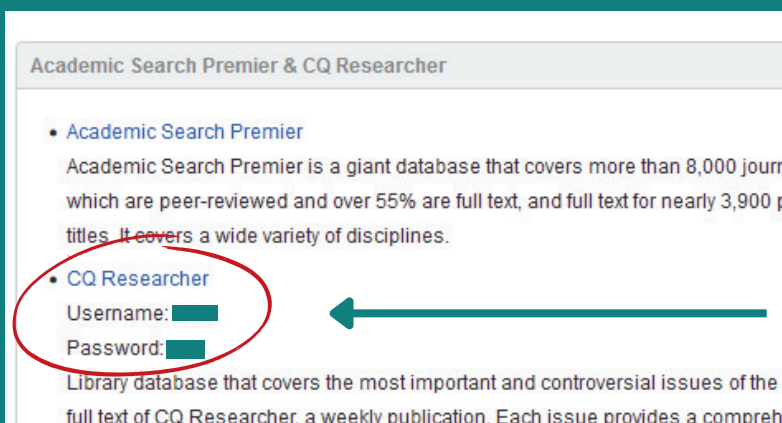 Academic Search Premier & CQ Researcher
• Academic Search Premier
Academic Search Premier is a giant database that covers more than 8,000
which are peer-reviewed and over 55% are full text, and full text for nearly 3,900
titles. It covers a wide variety of disciplines.
• CQ Researcher
Username:
Password:
Library database that covers the most important and controversial issues of the
full text of CQ Researcher, a weekly publication. Each issue provides a